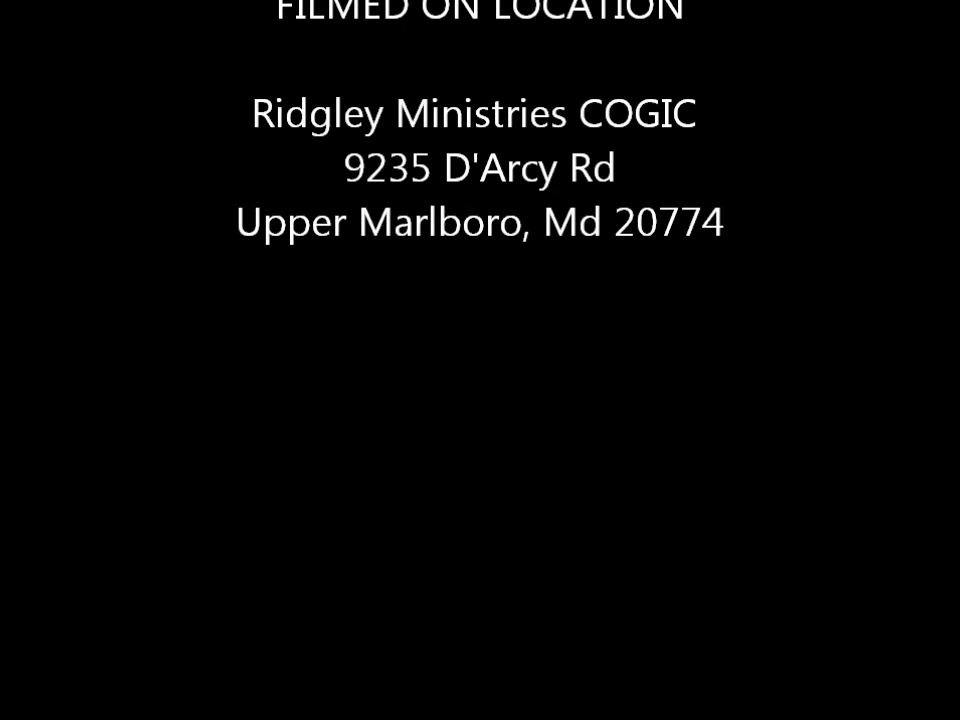 FILMED ON LOCATION
Ridgley Ministries COGIC
9235 D'Arcy Rd
Upper Marlboro, Md 20774